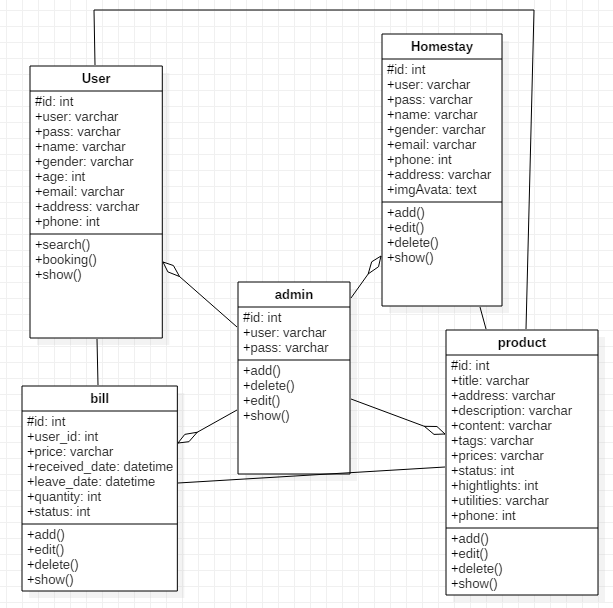 User
#id: int
+user: varchar
+pass: varchar
+name: varchar
+gender: varchar
+age: int
+email: varchar
+address: varchar
+phone: int
+search()
+booking()
+show()
Homestay
#id: int
+user: varchar
+pass: varchar
+name: varchar
+gender: varchar
+email: varchar
+phone: int
+address: varchar
+imgAvata: text
+add()
+edit()
+delete()
+show()
admin
#id: int
+user: varchar
+pass: varchar
+add()
+delete()
+edit()
+show()
bill
#id: int
+user_id: int
+price: varchar
+received_date: datetime
+leave_date: datetime
+quantity: int
+status: int
+add()
+edit()
+delete()
+show()
product
#id: int
+title: varchar
+address: varchar
+description: varchar
+content: varchar
+tags: varchar
+prices: varchar
+status: int
+hightlights: int
+utilities: varchar
+phone: int
+add()
+edit()
+delete()
+show()